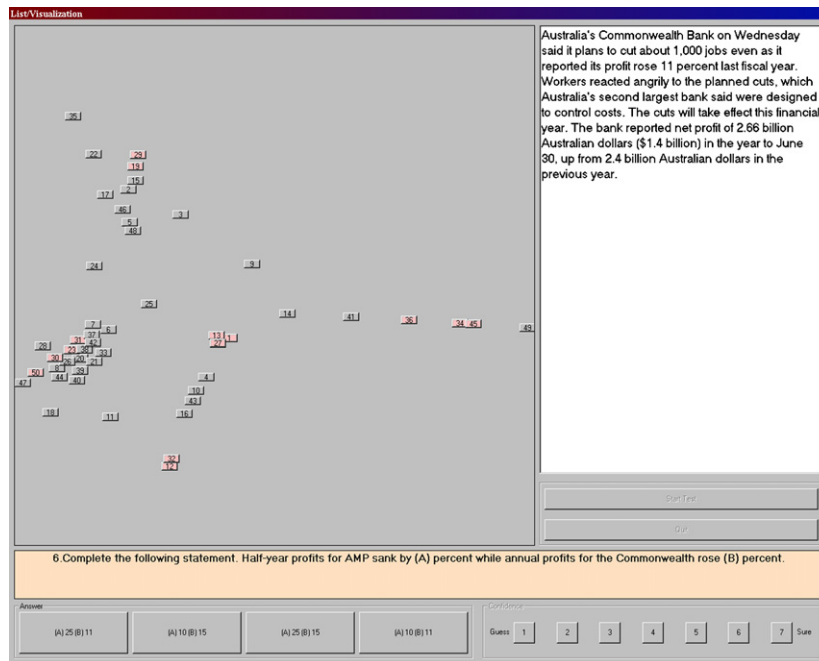 List/Visualization
Australia's Commonwealth Bank on Wednesday
said it plans to cut about 1,000 jobs even as it
reported its profit rose 11 percent last fiscal year.
Workers reacted angrily to the planned cuts, which
Australia's second largest bank said were designed
to control costs. The cuts will take effect this financial
year. The bank reported net profit of 2.66 billion
Australian dollars ($1.4 billion) in the year to June
30, up from 2.4 billion Australian dollars in the
previous year.
35
22
29
19
15
2
17
46
3
5
48
24
9
25
14
41
36
34
45
49
7
6
37
13
1
31
27
42
28
23
38
33
30
26
20
21
8
39
50
44
40
47
4
10
43
18
11
16
32
12
Start Test
Quit
6.Complete the following statement. Half-year profits for AMP sank by (A) percent while annual profits for the Commonwealth rose (B) percent.
Answer
(A) 25 (B) 11
(A) 10 (B) 15
(A) 25 (B) 15
(A) 10 (B) 11
Confidence
Guess 1 2 3 4 5 6 7 Sure